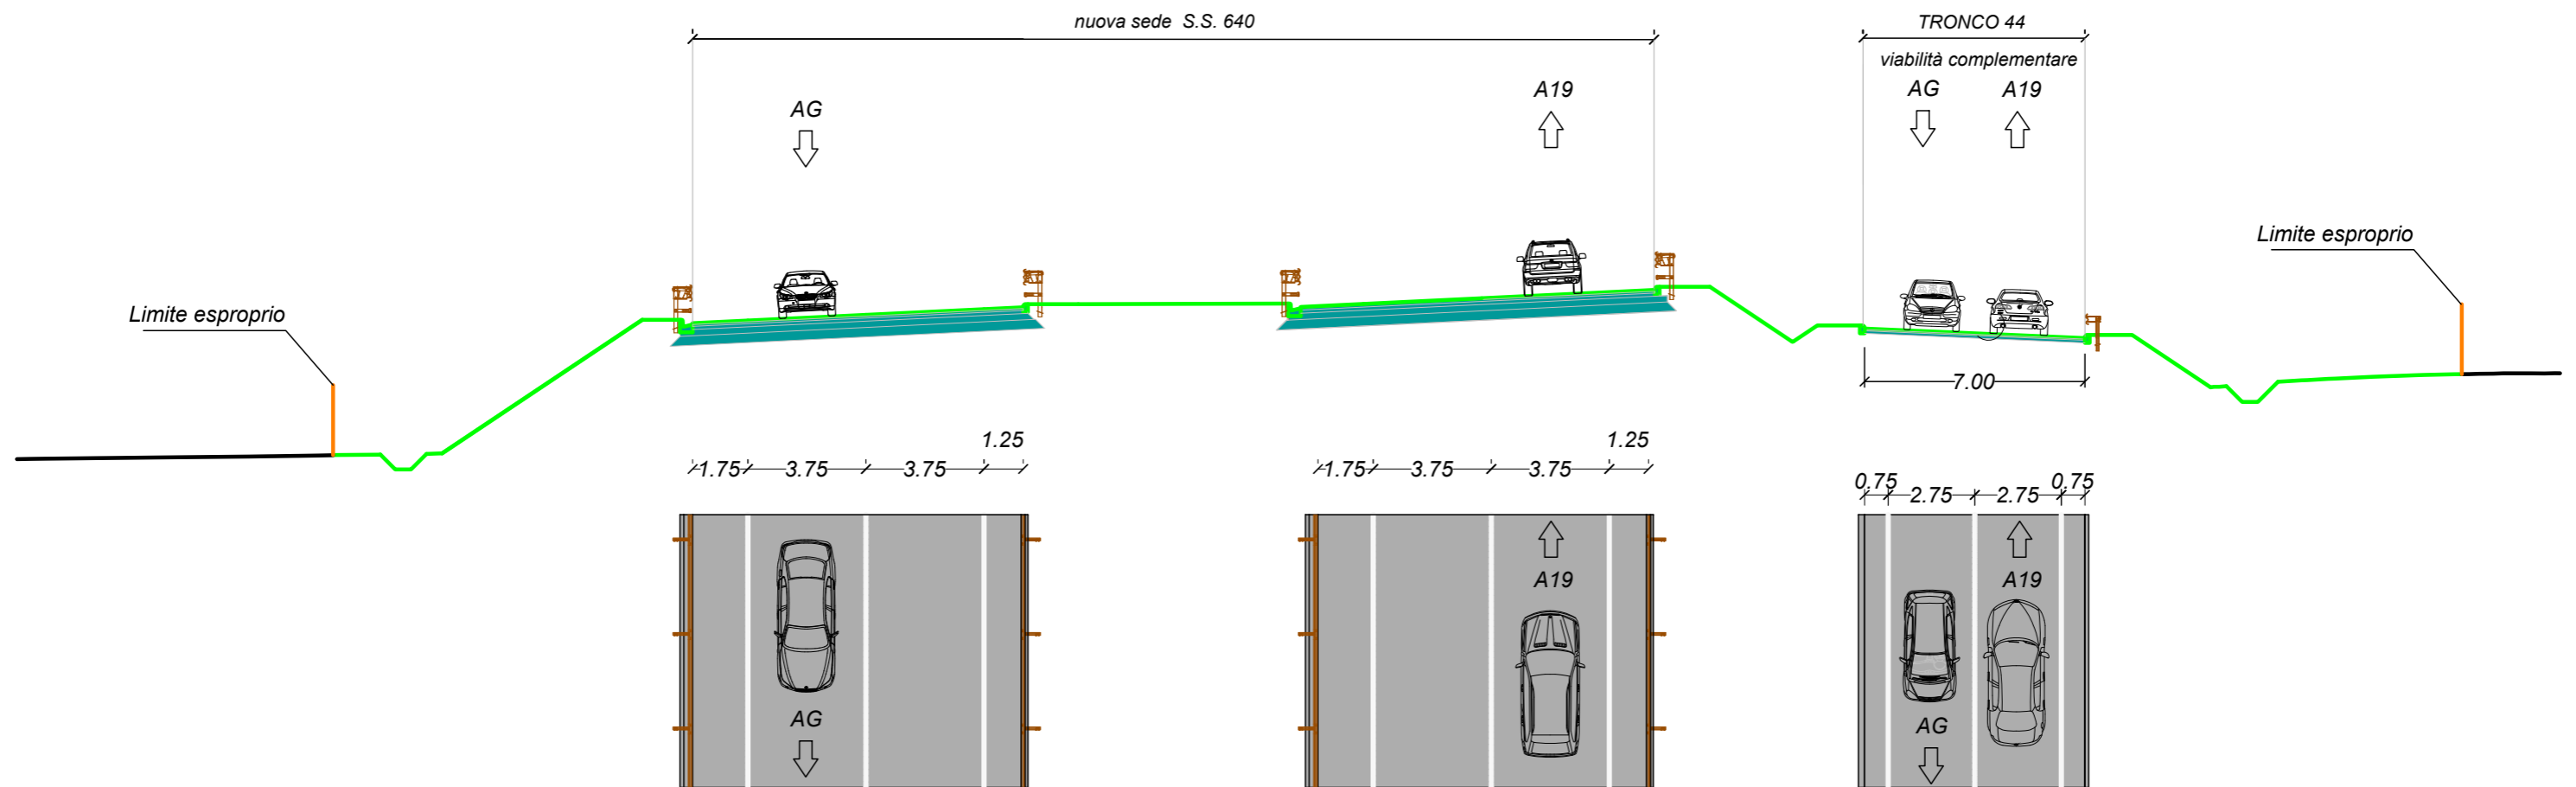 nuova sede S.S. 640
TRONCO 44
viabilità complementare
AG
A19
AG
A19
Limite esproprio
Limite esproprio
7.00
1.75
3.75
3.75
1.25
1.75
3.75
3.75
1.25
0.75
2.75
2.75
0.75
AG
A19
AG
A19